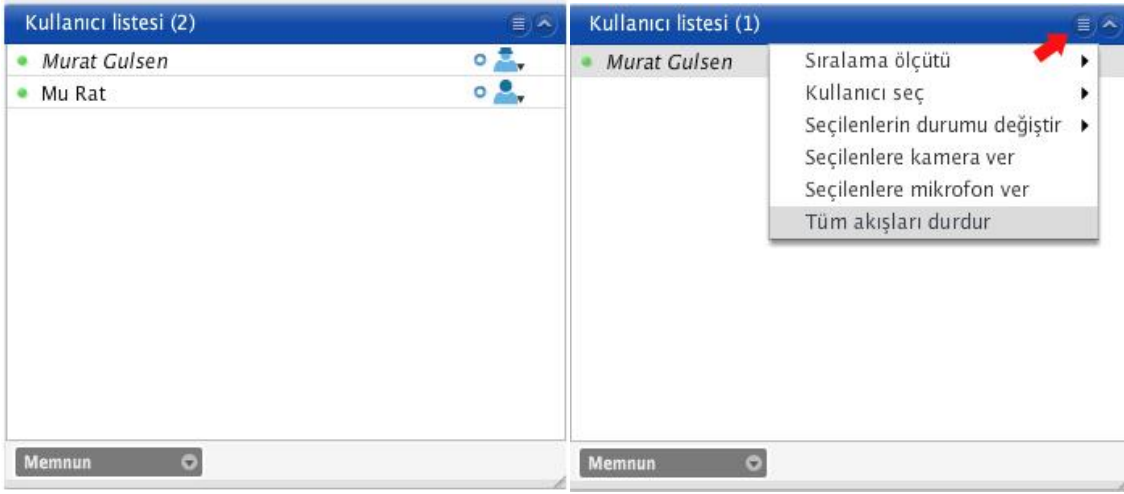 Kullanıcı listesi (2)
Murat Gulsen
Mu Rat
Memnun
Kullanıcı listesi (1)
Murat Gulsen
Sıralama ölçütü
Kullanıcı seç
Seçilenlerin durumu değiştir
Seçilenlere kamera ver
Seçilenlere mikrofon ver
Tüm akışları durdur
Memnun